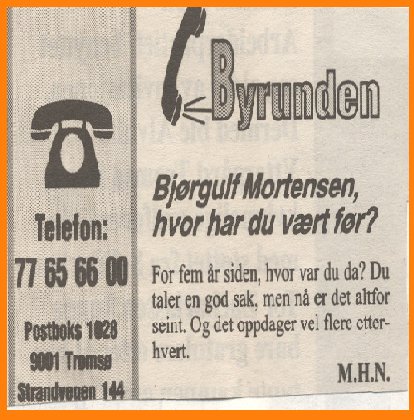 Byrunden
Telefon:
77 65 66 00
Postboks 1028
9001 Tromsø
Strandvegen 144
Bjørgulf Mortensen,
hvor har du vært før?
For fem år siden, hvor var du da? Du
taler en god sak, men nå er det altfor
seint. Og det oppdager vel flere etter-
hvert.
M.H.N.